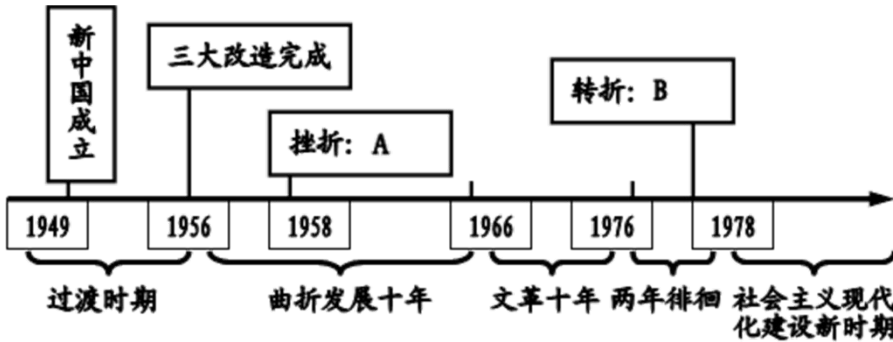 新中国成立
三大改造完成
转折：B
挫折：A
1949
1956
1958
1966
1976
1978
过渡时期
曲折发展十年
文革十年
两年徘徊
社会主义现代
化建设新时期